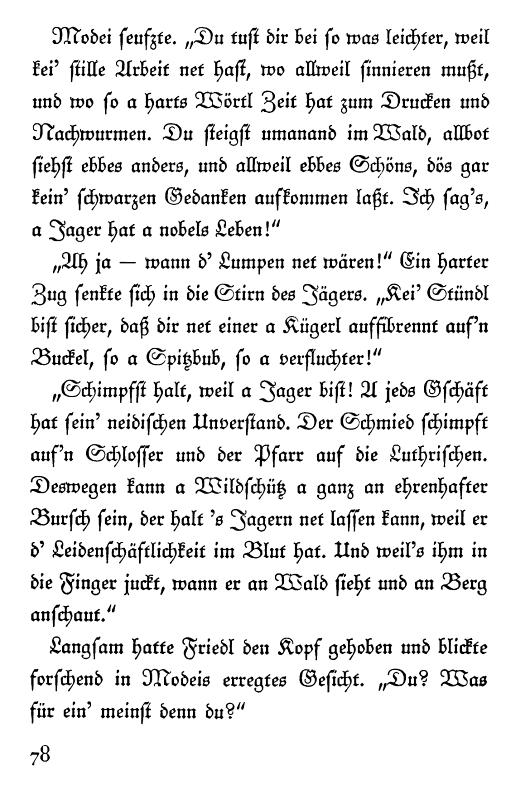 Modei seufzte. „Du tust dir bei so was leichter, weil
kei' stille Arbeit net hast, wo allweil sinnieren mußt,
und wo so a harts Wörtl Zeit hat zum Drucken und
Nachwurmen. Du steigst umanand im Wald, allbot
siehst ebbes anders, und allweil ebbes Schöns, dös gar
kein' schwarzen Gedanken aufkommen laßt. Ich sag's,
a Jager hat a nobels Leben!“
„Ah ja — wann d' Lumpen net wären!“ Ein harter
Zug senkte sich in die Stirn des Jägers. „Kei' Stündl
bist sicher, daß dir net einer a Kügerl auffibrennt auf'n
Buckel, so a Spitzbub, so a verfluchter!“
„Schimpfst halt, weil a Jager bist! A jeds Gschäft
hat sein' neidischen Unverstand. Der Schmied schimpft
auf'n Schlosser und der Pfarr auf die Luthrischen.
Deswegen kann a Wildschütz a ganz an ehrenhafter
Bursch sein, der halt 's Jagern net lassen kann, weil er
d' Leidenschäftlichkeit im Blut hat. Und weil's ihm in
die Finger juckt, wann er an Wald sieht und an Berg
anschaut.“
Langsam hatte Friedl den Kopf gehoben und blickte
forschend in Modeis erregtes Gesicht. „Du? Was
für ein' meinst denn du?“
78